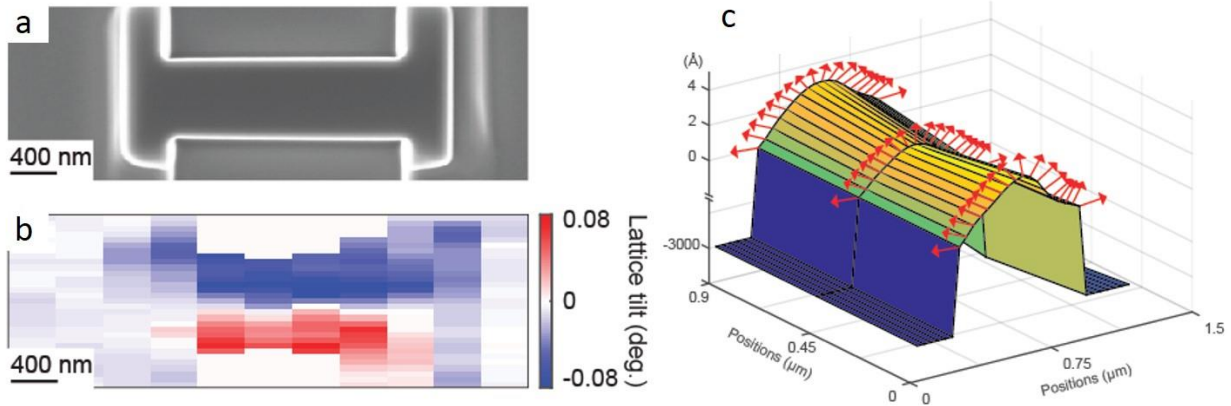 a
400 nm
b
400 nm
0.08
0
-0.08
Lattice tilt (deg.)
c
(Å)
4
2
0
-3000
0.9
0.45
0
Positions (µm)
0
0.75
1.5
Positions (µm)